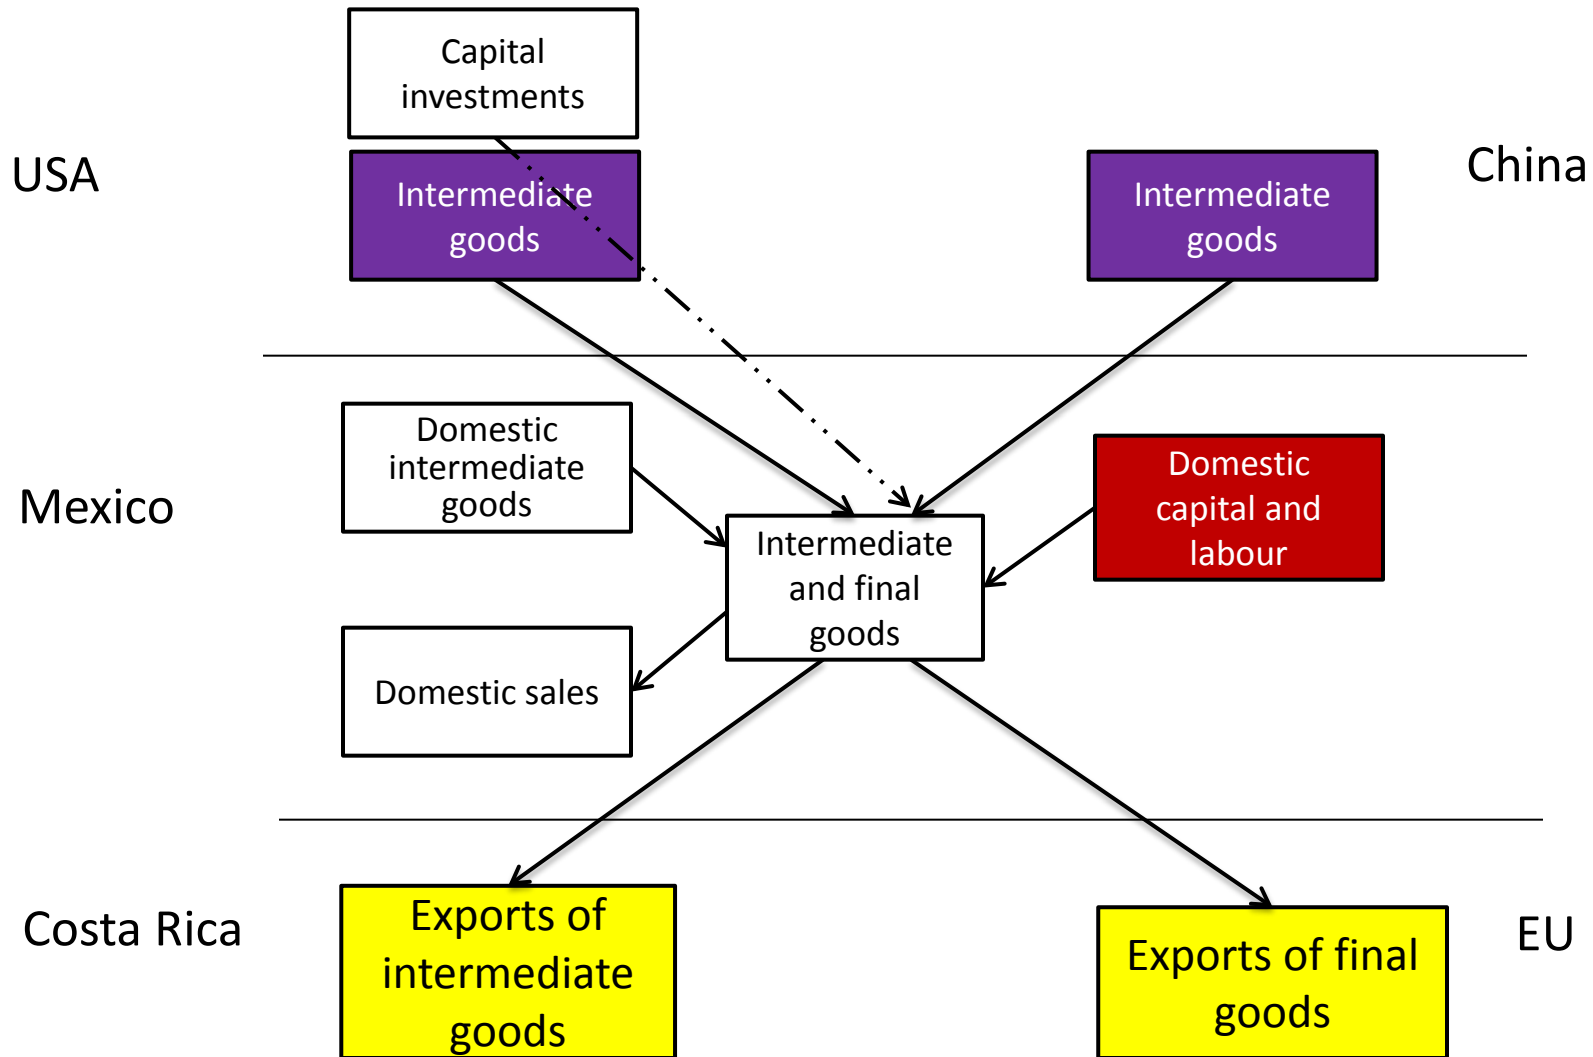 Capital
investments
USA
Intermediate
goods
Intermediate
goods
China
Mexico
Domestic
intermediate
goods
Domestic
capital and
labour
Intermediate
and final
goods
Domestic sales
Costa Rica
Exports of
intermediate
goods
Exports of final
goods
EU